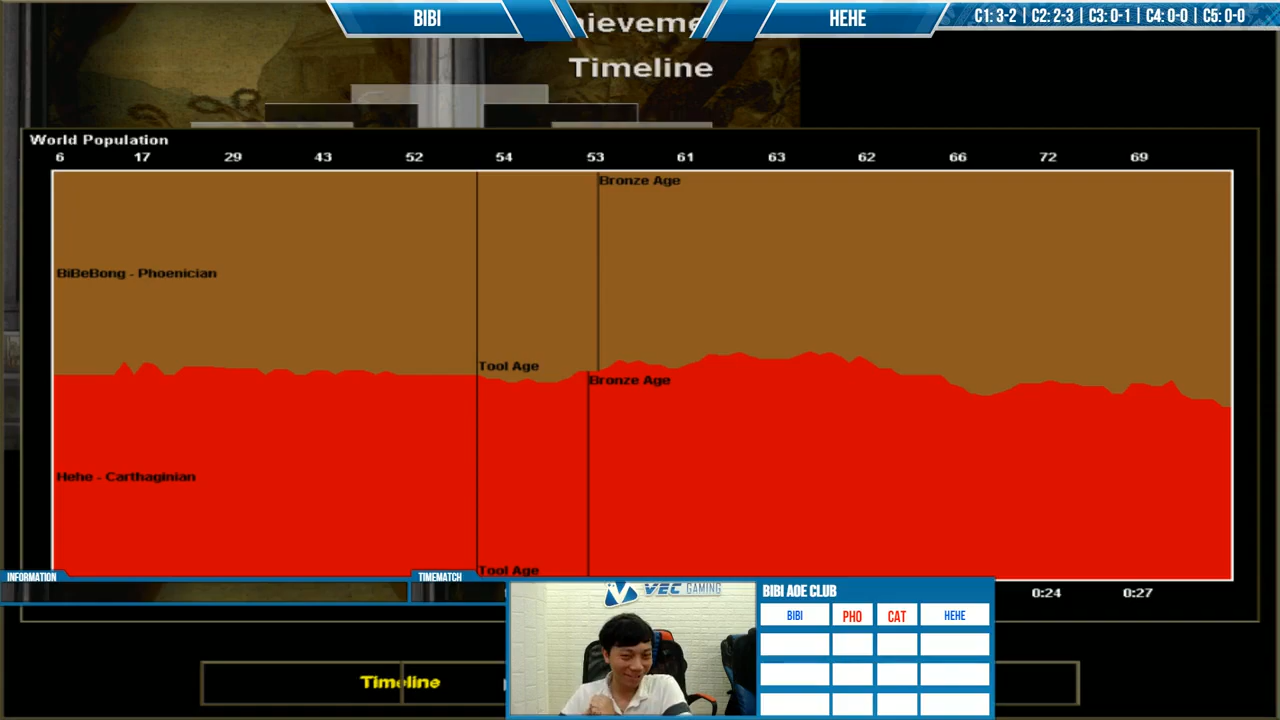 BIBI
HEHE
C1: 3-2 | C2: 2-3 | C3: 0-1 | C4: 0-0 | C5: 0-0
Timeline
World Population
6 17 29 43 52 54 53 61 63 62 66 72 69
Bronze Age
BiBeBong - Phoenician
Tool Age
Bronze Age
Hehe - Carthaginian
Tool Age
INFORMATION
TIMEMATCH
0:24 0:27
VEC GAMING
BIBI AOE CLUB
BIBI PHO CAT HEHE
Timeline